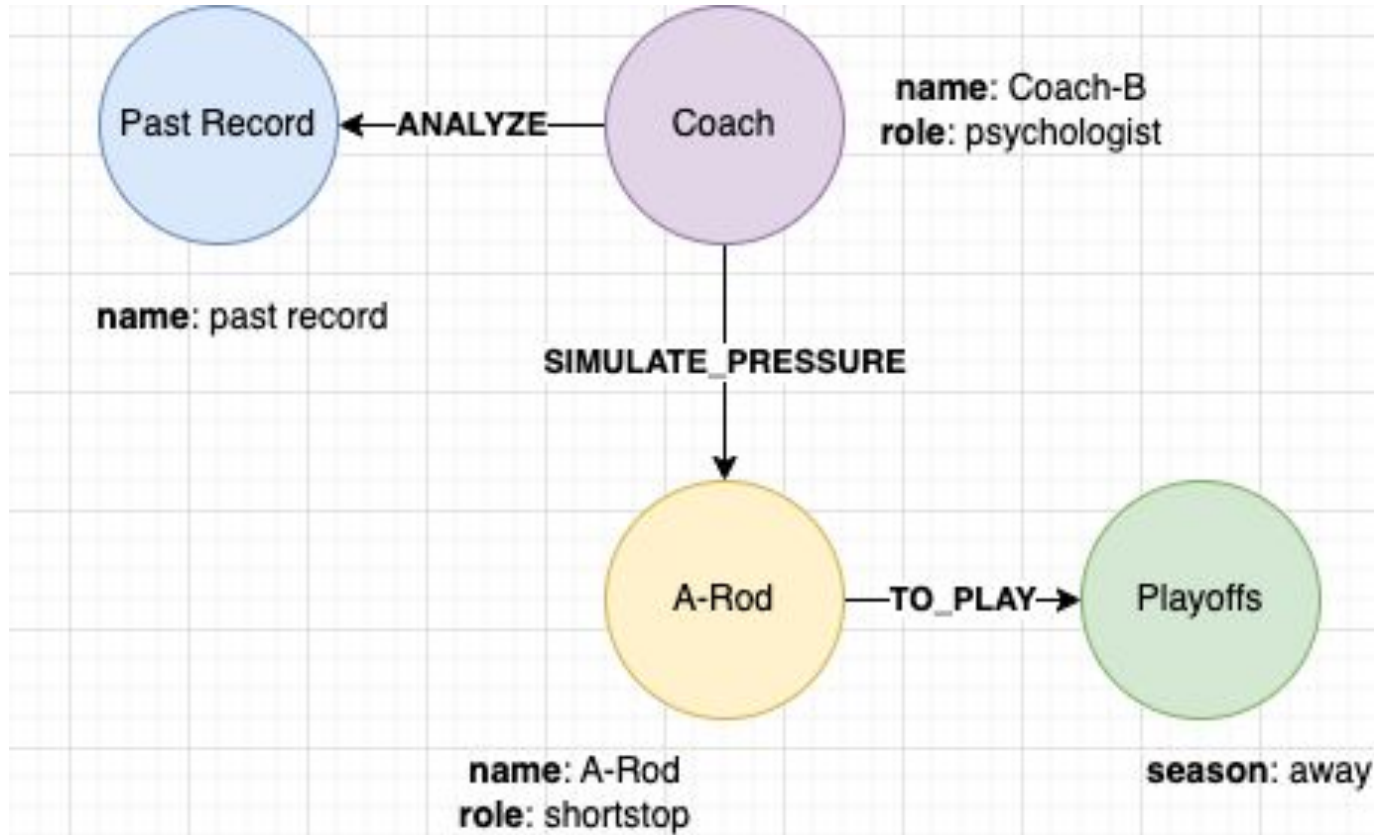 Past Record
ANALYZE
Coach
name: Coach-B
role: psychologist
name: past record
SIMULATE_PRESSURE
A-Rod
TO_PLAY
Playoffs
name: A-Rod
role: shortstop
season: away